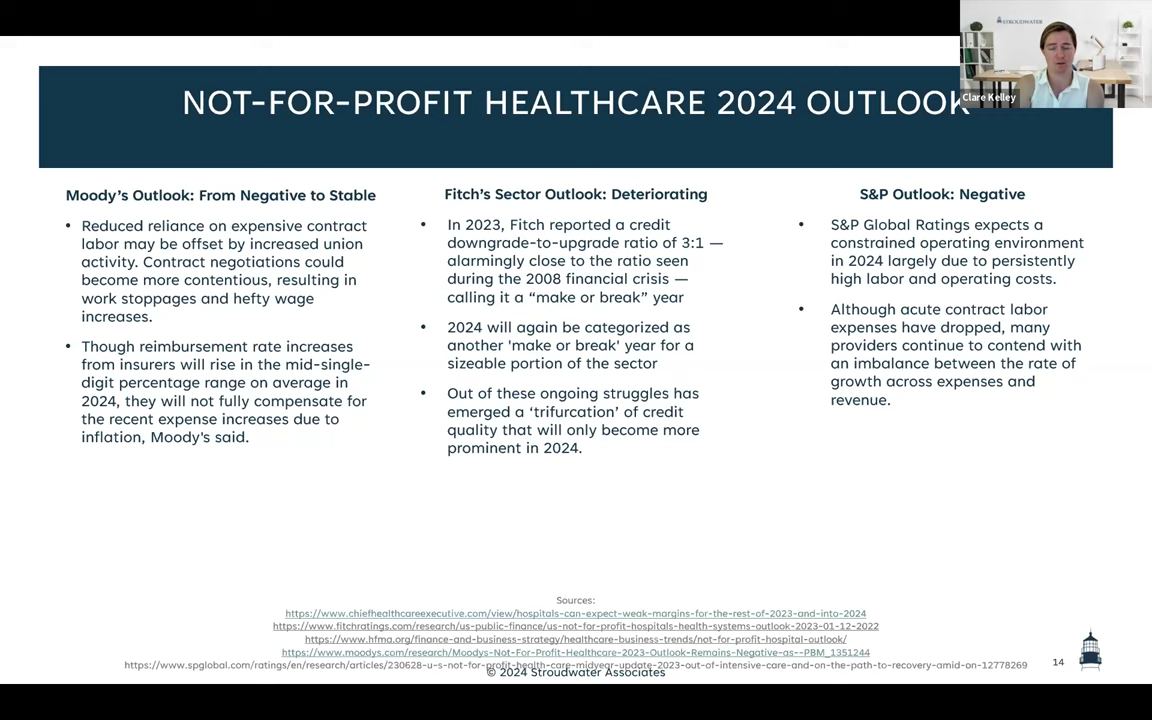 STROUDWATER
Clare Kelley
NOT-FOR-PROFIT HEALTHCARE 2024 OUTLOOK
Moody's Outlook: From Negative to Stable
• Reduced reliance on expensive contract
labor may be offset by increased union
activity. Contract negotiations could
become more contentious, resulting in
work stoppages and hefty wage
increases.
• Though reimbursement rate increases
from insurers will rise in the mid-single-
digit percentage range on average in
2024, they will not fully compensate for
the recent expense increases due to
inflation, Moody's said.
Fitch's Sector Outlook: Deteriorating
• In 2023, Fitch reported a credit
downgrade-to-upgrade ratio of 3:1 —
alarmingly close to the ratio seen
during the 2008 financial crisis —
calling it a “make or break” year
• 2024 will again be categorized as
another 'make or break' year for a
sizeable portion of the sector
• Out of these ongoing struggles has
emerged a ‘trifurcation’ of credit
quality that will only become more
prominent in 2024.
S&P Outlook: Negative
• S&P Global Ratings expects a
constrained operating environment
in 2024 largely due to persistently
high labor and operating costs.
• Although acute contract labor
expenses have dropped, many
providers continue to contend with
an imbalance between the rate of
growth across expenses and
revenue.
Sources:
https://www.chiefhealthcareexecutive.com/view/hospitals-can-expect-weak-margins-for-the-rest-of-2023-and-into-2024
https://www.fitchratings.com/research/us-public-finance/us-not-for-profit-hospitals-health-systems-outlook-2023-01-12-2022
https://www.hfma.org/finance-and-business-strategy/healthcare-business-trends/not-for-profit-hospital-outlook/
https://www.moodys.com/research/Moodys-Not-For-Profit-Healthcare-2023-Outlook-Remains-Negative-as--PBM_1351244
https://www.spglobal.com/ratings/en/research/articles/230628-u-s-not-for-profit-health-care-midyear-update-2023-out-of-intensive-care-and-on-the-path-to-recovery-amid-on-12778269
© 2024 Stroudwater Associates
14